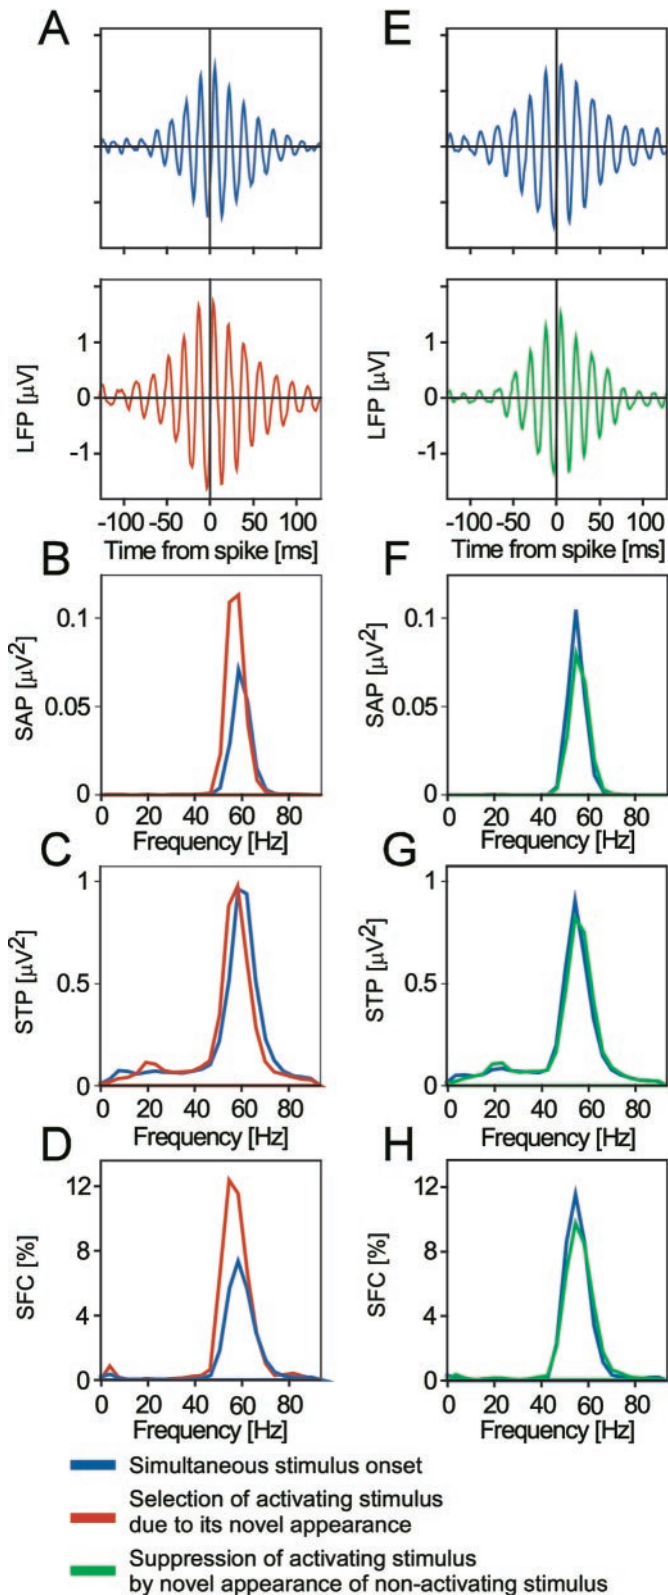 A
E
LFP [µV]
1
0
-1
-100 -50 0 50 100
Time from spike [ms]
LFP [µV]
1
0
-1
-100 -50 0 50 100
Time from spike [ms]
B
SAP [µV2]
0.1
0.05
0
0 20 40 60 80
Frequency [Hz]
F
SAP [µV2]
0.1
0.05
0
0 20 40 60 80
Frequency [Hz]
C
STP [µV2]
1
0.5
0
0 20 40 60 80
Frequency [Hz]
G
STP [µV2]
1
0.5
0
0 20 40 60 80
Frequency [Hz]
D
SFC [%]
12
8
4
0
0 20 40 60 80
Frequency [Hz]
H
SFC [%]
12
8
4
0
0 20 40 60 80
Frequency [Hz]
Simultaneous stimulus onset
Selection of activating stimulus
due to its novel appearance
Suppression of activating stimulus
by novel appearance of non-activating stimulus